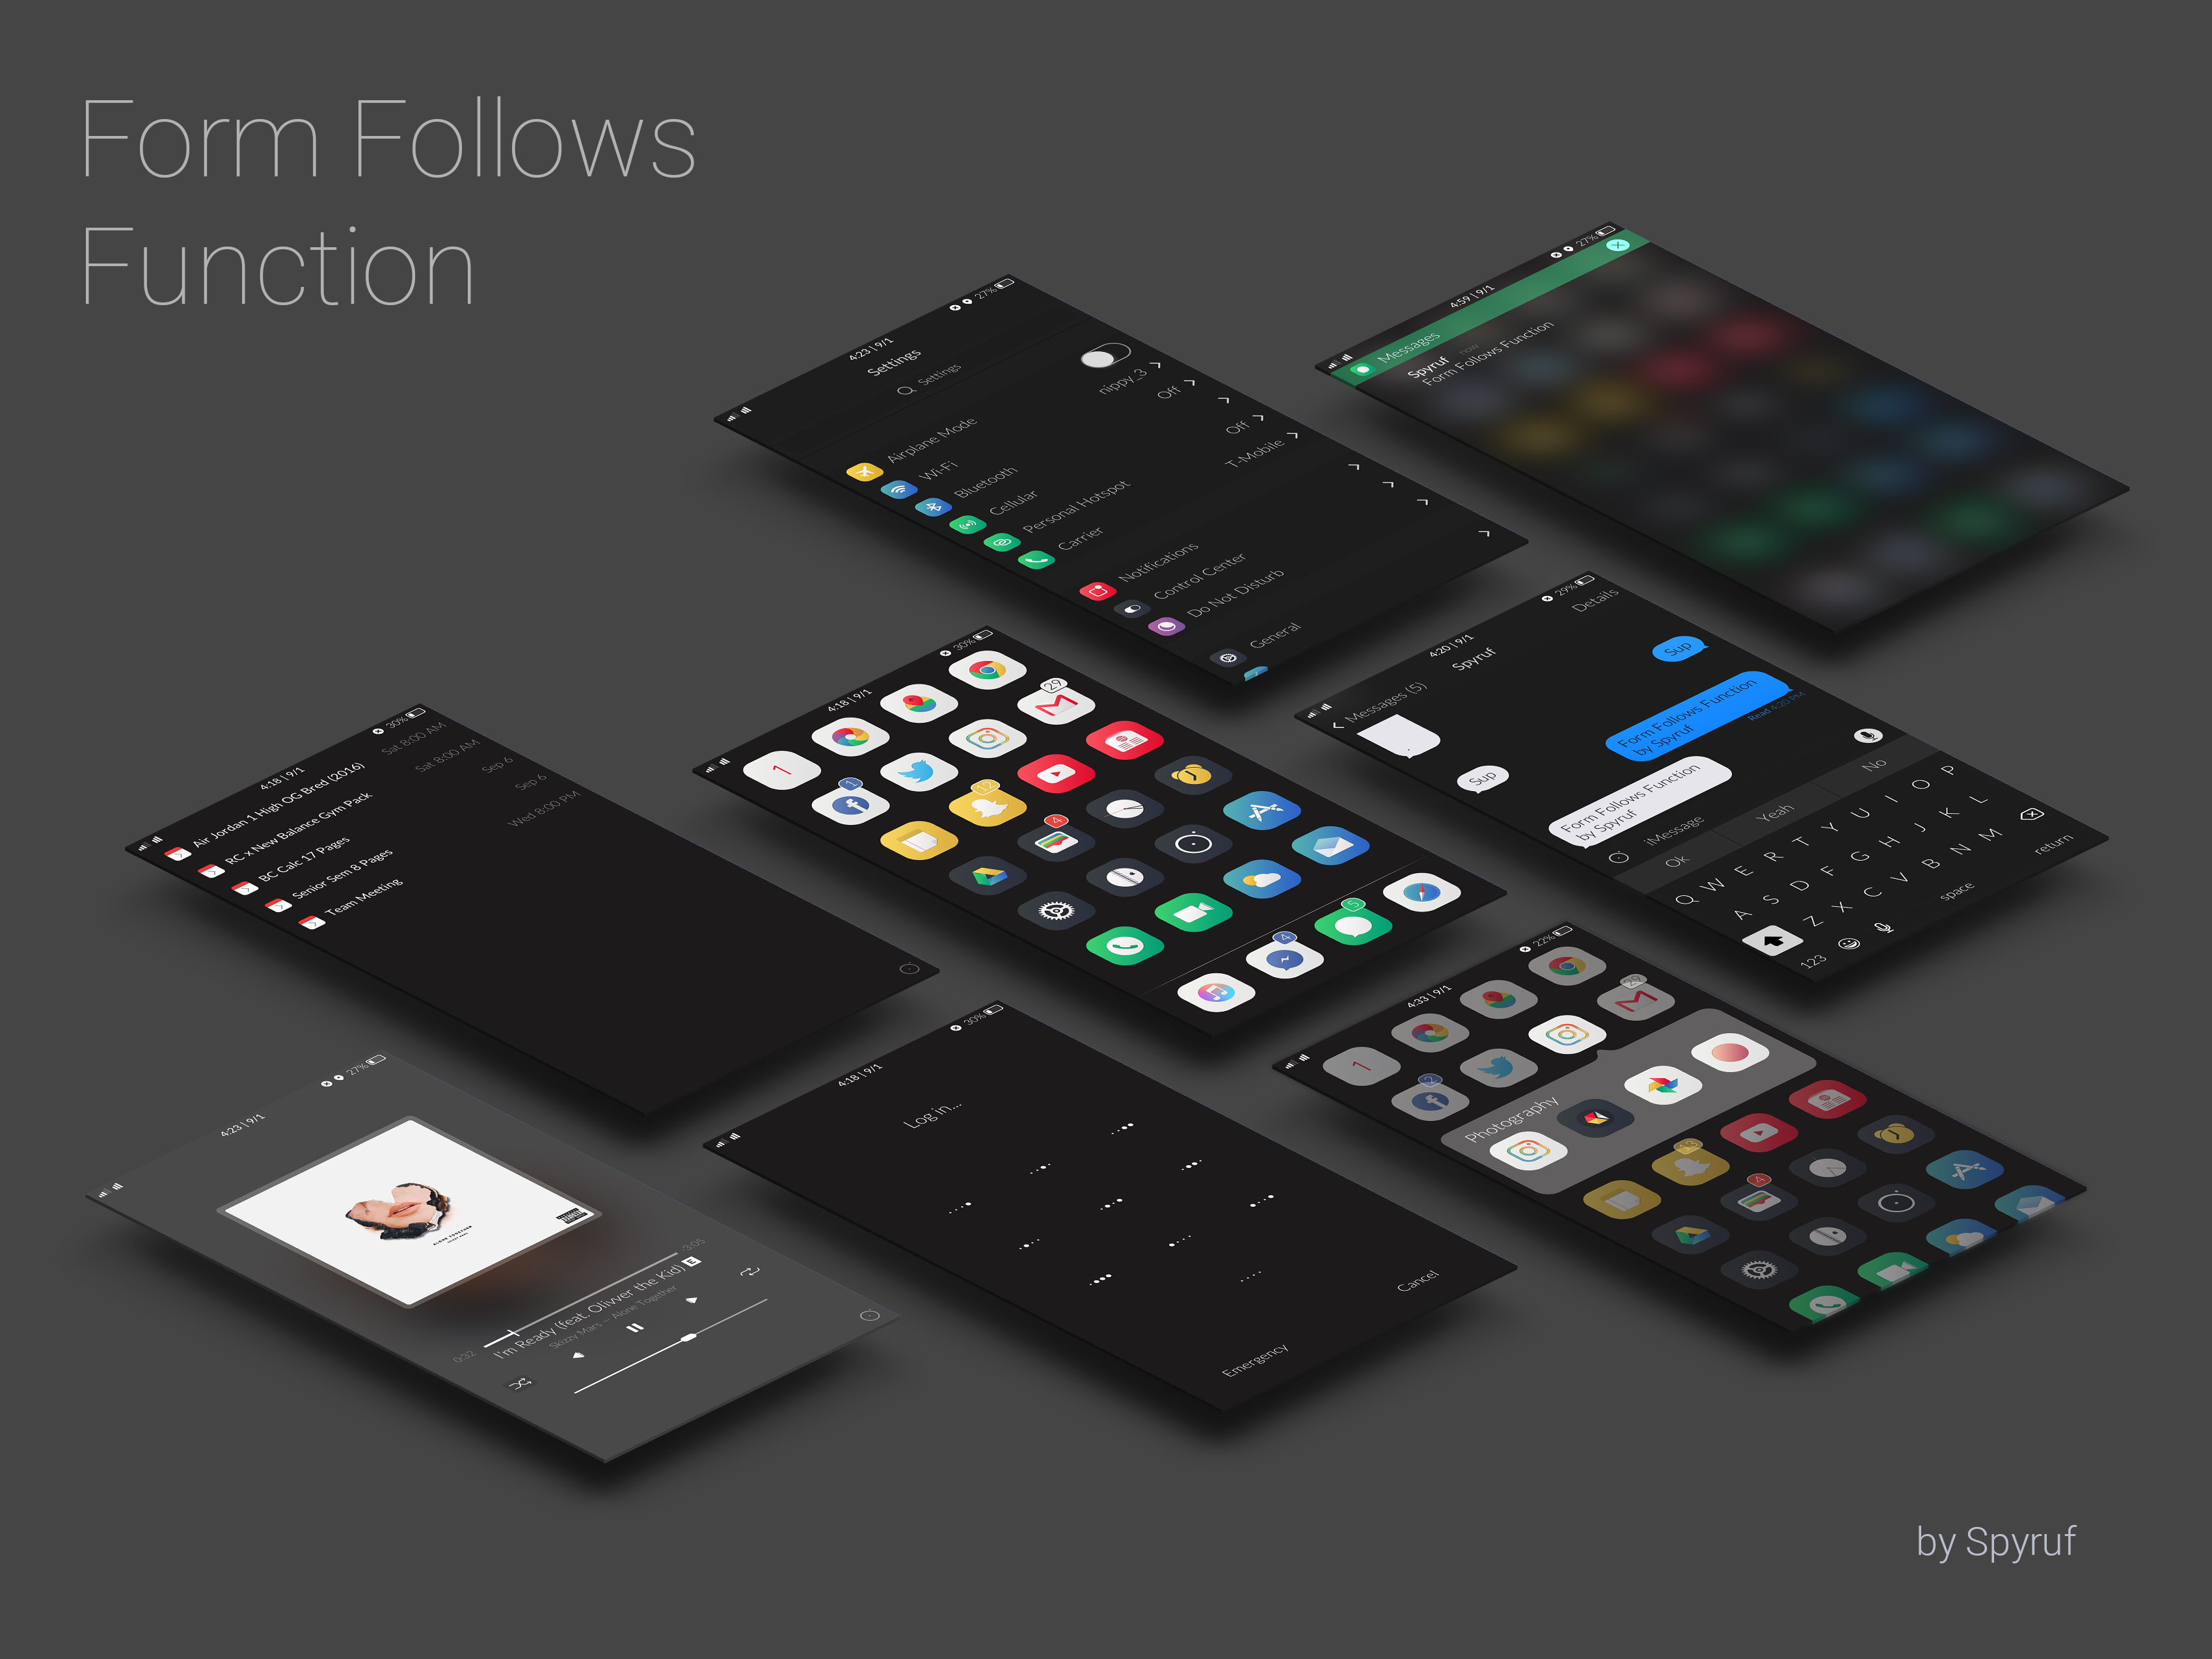 Form Follows
Function
4:23 | 9/1
27%
Settings
Settings
Airplane Mode
Wi-Fi
nippy_3
Bluetooth
Off
Cellular
Personal Hotspot
Off
Carrier
T-Mobile
Notifications
Control Center
Do Not Disturb
General
4:59 | 9/1
27%
Messages
Spyruf now
Form Follows Function
4:18 | 9/1
30%
Air Jordan 1 High OG Bred (2016)
Sat 8:00 AM
RC x New Balance Gym Pack
Sat 8:00 AM
BC Calc 17 Pages
Sep 6
Senior Sem 8 Pages
Sep 6
Team Meeting
Wed 8:00 PM
4:18 | 9/1
30%
1
29
1
12
4
4
5
4:20 | 9/1
29%
Messages (5)
Spyruf
Details
Sup
Form Follows Function
by Spyruf
Read 4:20 PM
Sup
Form Follows Function
by Spyruf
iMessage
Ok
Yeah
No
Q W E R T Y U I O P
A S D F G H J K L
Z X C V B N M
123
space
return
4:23 | 9/1
27%
0:32
-3:05
I'm Ready (feat. Olivver the Kid) E
Skizzy Mars – Alone Together
4:18 | 9/1
30%
Log in...
Emergency
Cancel
4:33 | 9/1
22%
1
29
2
Photography
13
4
by Spyruf